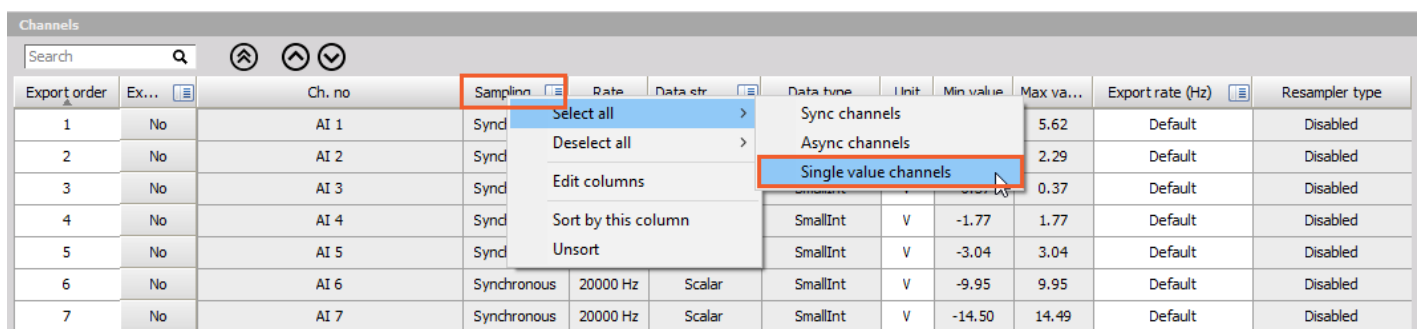 Channels
Search
Export order Ex... Ch. no Sampling Rate Data str Data type Unit Min value Max va... Export rate (Hz) Resampler type
Select all Sync channels
Deselect all Async channels
Single value channels
Edit columns
Sort by this column
Unsort
1 No AI 1 Synch 5.62 Default Disabled
2 No AI 2 Synch 2.29 Default Disabled
3 No AI 3 Synch 0.37 Default Disabled
4 No AI 4 Synch SmallInt V -1.77 1.77 Default Disabled
5 No AI 5 Synch SmallInt V -3.04 3.04 Default Disabled
6 No AI 6 Synchronous 20000 Hz Scalar SmallInt V -9.95 9.95 Default Disabled
7 No AI 7 Synchronous 20000 Hz Scalar SmallInt V -14.50 14.49 Default Disabled